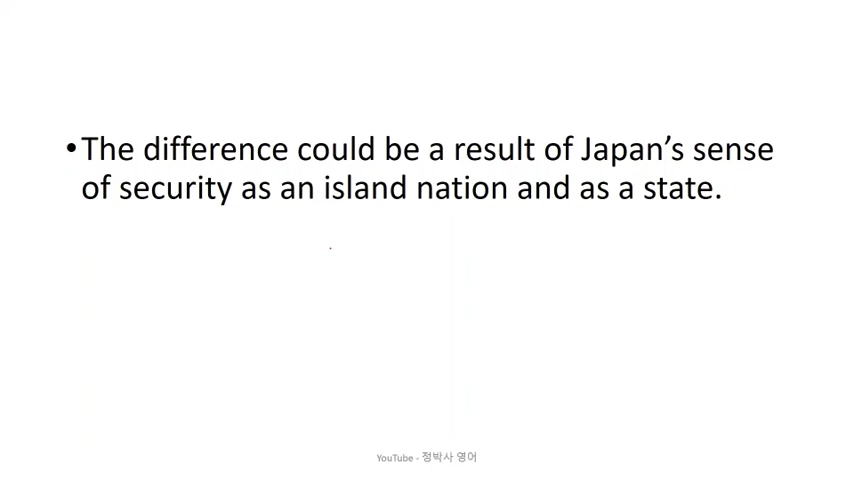 •The difference could be a result of Japan’s sense
of security as an island nation and as a state.
YouTube - 정박사 영어